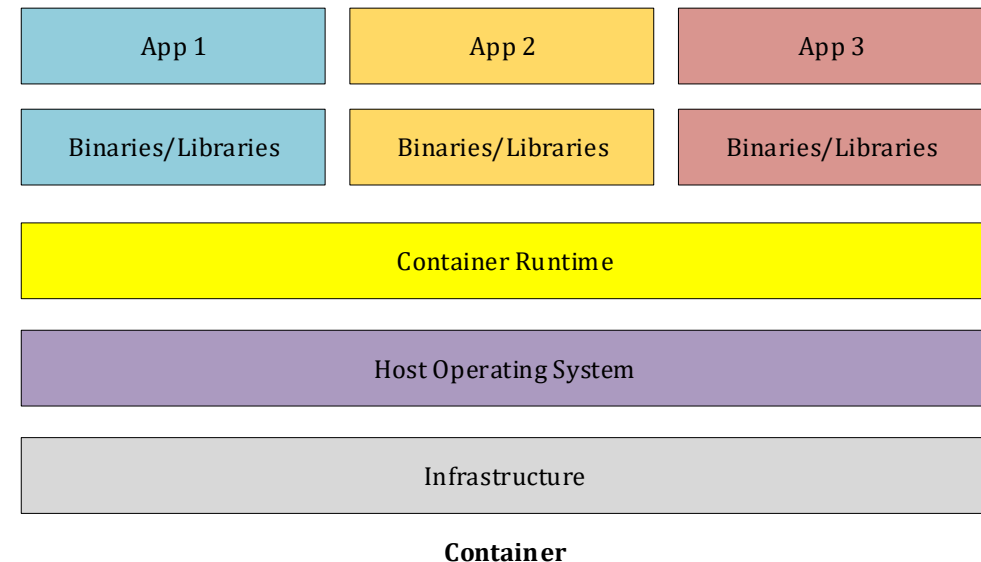 App 1
App 2
App 3
Binaries/Libraries
Binaries/Libraries
Binaries/Libraries
Container Runtime
Host Operating System
Infrastructure
Container